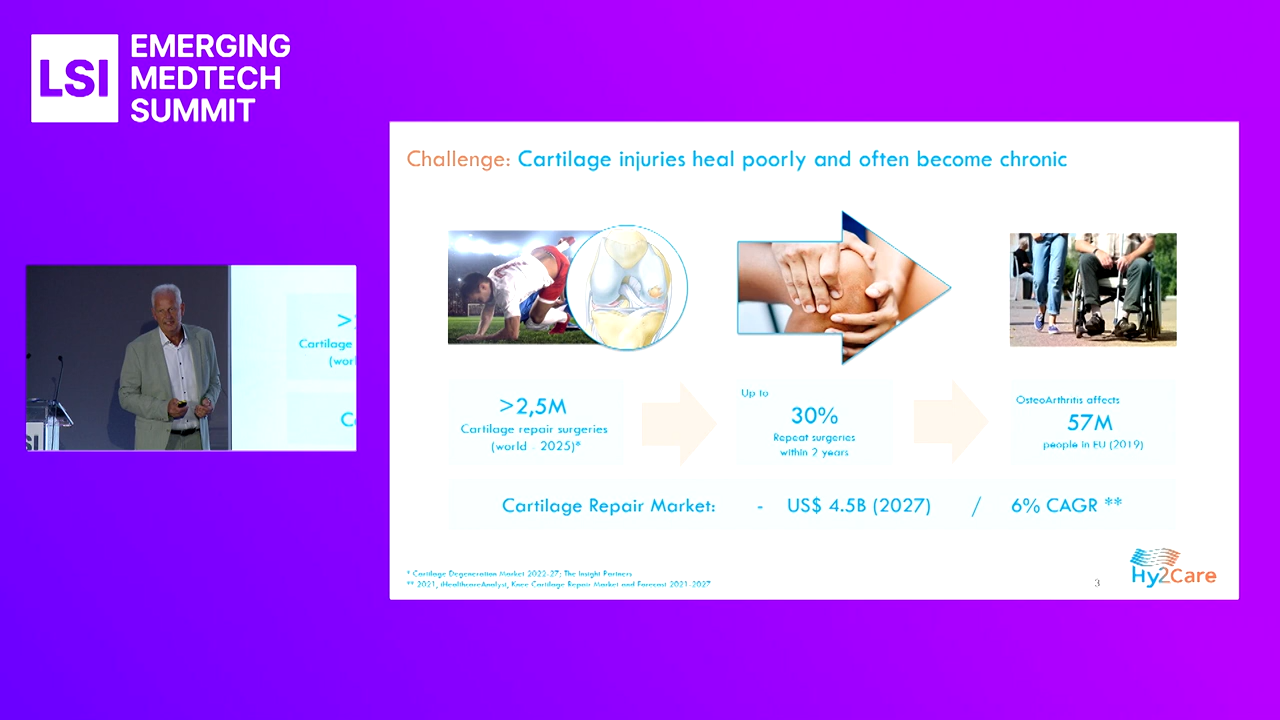 LSI
EMERGING
MEDTECH
SUMMIT
Challenge: Cartilage injuries heal poorly and often become chronic
>2,5M
Cartilage repair surgeries
(world - 2025)*
Up to
30%
Repeat surgeries
within 2 years
OsteoArthritis affects
57M
people in EU (2019)
Cartilage Repair Market: - US$ 4.5B (2027) / 6% CAGR **
* Cartilage Degeneration Market 2022-27; The Insight Partners
** 2021, iHealthcareAnalyst, Knee Cartilage Repair Market and Forecast 2021-2027
3
Hy2Care
Cartilage
SI